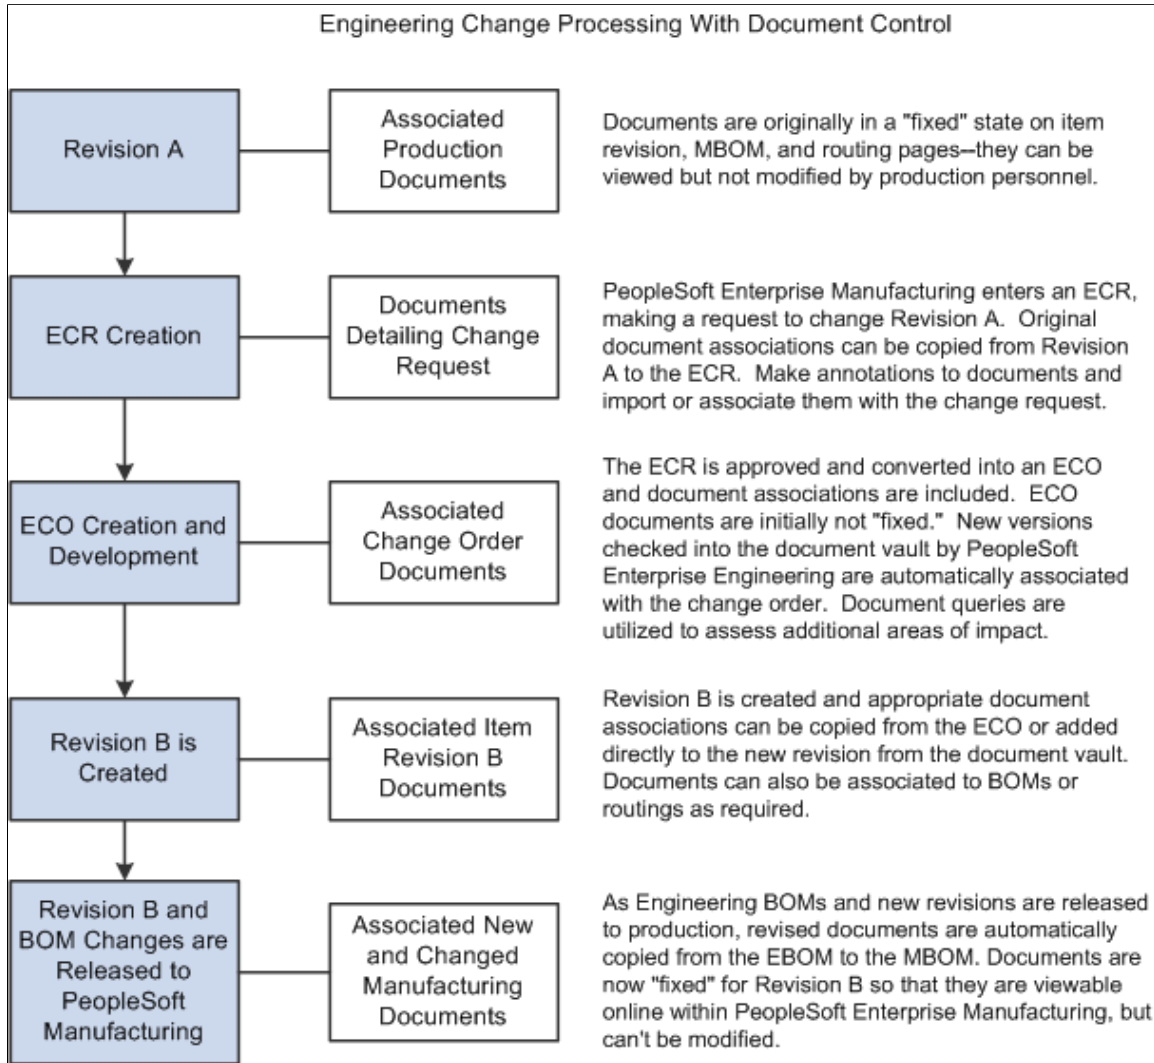 Engineering Change Processing With Document Control
Revision A
Associated
Production
Documents
Documents are originally in a "fixed" state on item
revision, MBOM, and routing pages--they can be
viewed but not modified by production personnel.
ECR Creation
Documents
Detailing Change
Request
PeopleSoft Enterprise Manufacturing enters an ECR,
making a request to change Revision A. Original
document associations can be copied from Revision
A to the ECR. Make annotations to documents and
import or associate them with the change request.
ECO Creation and
Development
Associated
Change Order
Documents
The ECR is approved and converted into an ECO
and document associations are included. ECO
documents are initially not "fixed." New versions
checked into the document vault by PeopleSoft
Enterprise Engineering are automatically associated
with the change order. Document queries are
utilized to assess additional areas of impact.
Revision B is
Created
Associated Item
Revision B
Documents
Revision B is created and appropriate document
associations can be copied from the ECO or added
directly to the new revision from the document vault.
Documents can also be associated to BOMs or
routings as required.
Revision B and
BOM Changes are
Released to
PeopleSoft
Manufacturing
Associated New
and Changed
Manufacturing
Documents
As Engineering BOMs and new revisions are released
to production, revised documents are automatically
copied from the EBOM to the MBOM. Documents are
now "fixed" for Revision B so that they are viewable
online within PeopleSoft Enterprise Manufacturing, but
can't be modified.